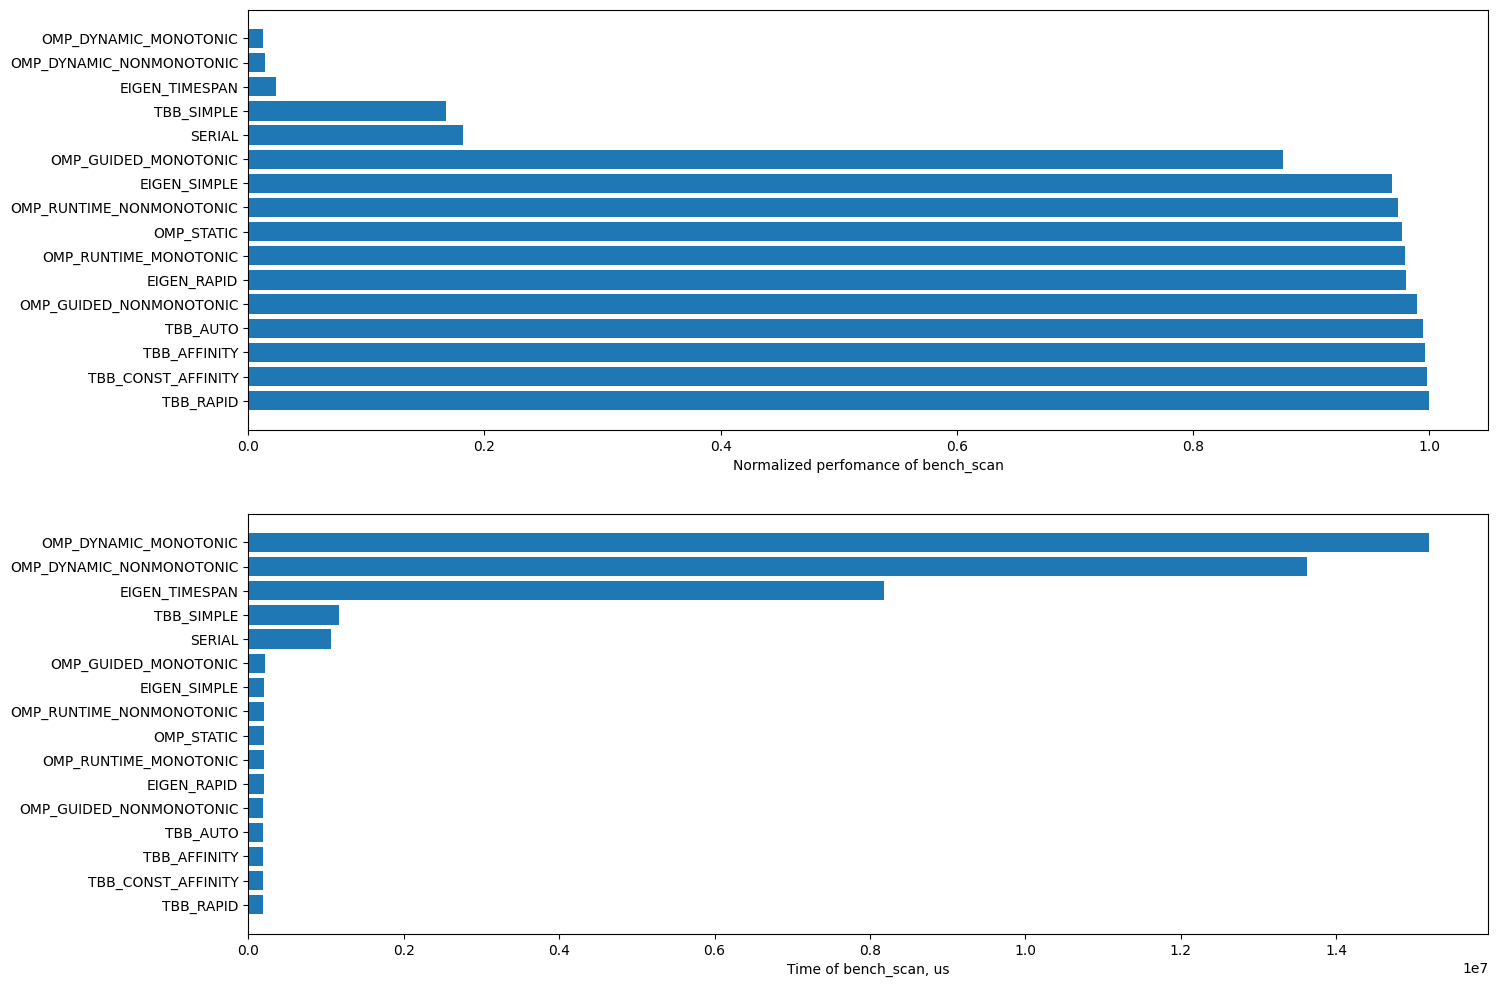 OMP_DYNAMIC_MONOTONIC
OMP_DYNAMIC_NONMONOTONIC
EIGEN_TIMESPAN
TBB_SIMPLE
SERIAL
OMP_GUIDED_MONOTONIC
EIGEN_SIMPLE
OMP_RUNTIME_NONMONOTONIC
OMP_STATIC
OMP_RUNTIME_MONOTONIC
EIGEN_RAPID
OMP_GUIDED_NONMONOTONIC
TBB_AUTO
TBB_AFFINITY
TBB_CONST_AFFINITY
TBB_RAPID
0.0 0.2 0.4 0.6 0.8 1.0
Normalized perfomance of bench_scan
OMP_DYNAMIC_MONOTONIC
OMP_DYNAMIC_NONMONOTONIC
EIGEN_TIMESPAN
TBB_SIMPLE
SERIAL
OMP_GUIDED_MONOTONIC
EIGEN_SIMPLE
OMP_RUNTIME_NONMONOTONIC
OMP_STATIC
OMP_RUNTIME_MONOTONIC
EIGEN_RAPID
OMP_GUIDED_NONMONOTONIC
TBB_AUTO
TBB_AFFINITY
TBB_CONST_AFFINITY
TBB_RAPID
0.0 0.2 0.4 0.6 0.8 1.0 1.2 1.4
Time of bench_scan, us
1e7